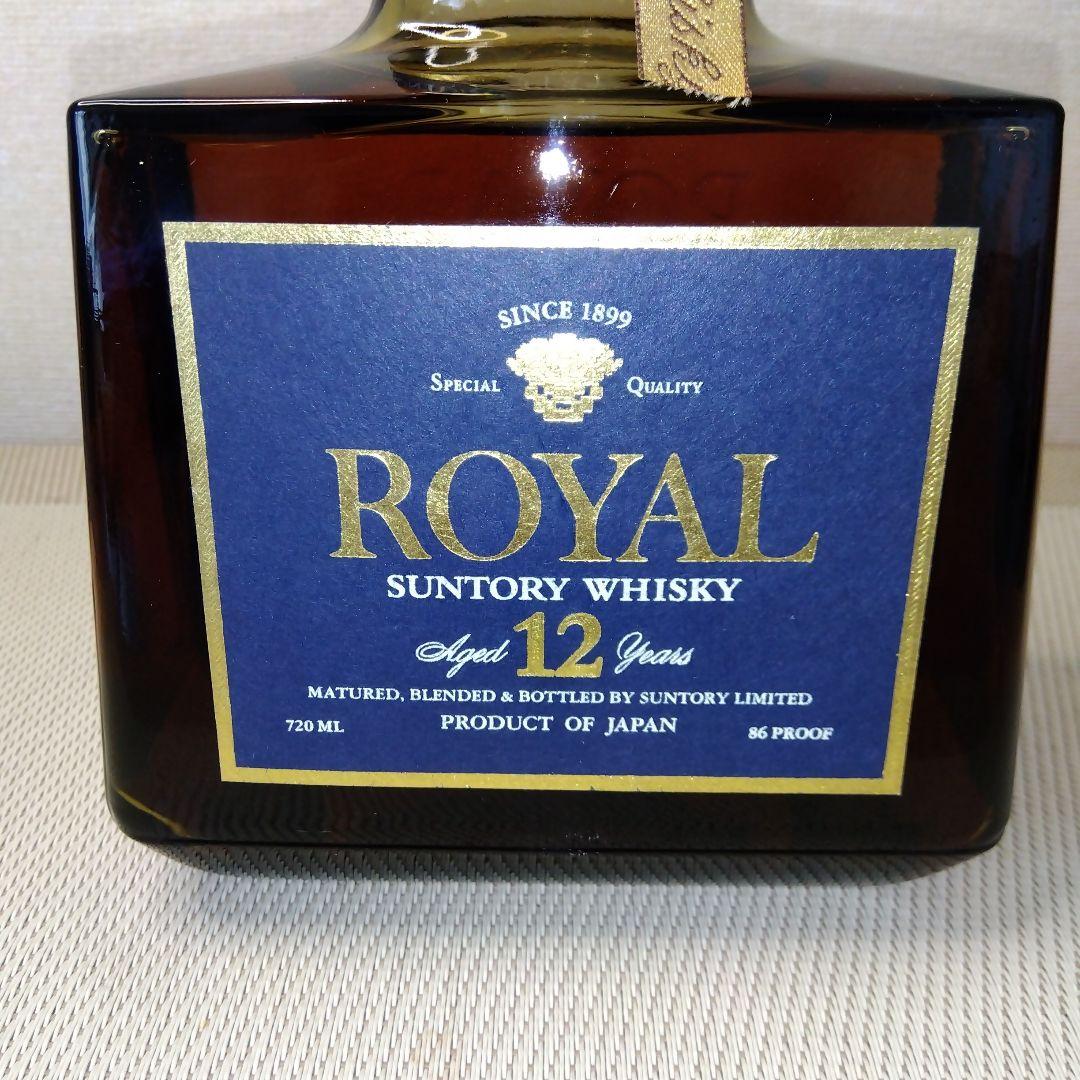 Whisky
SINCE 1899
SPECIAL QUALITY
ROYAL
SUNTORY WHISKY
Aged 12 Years
MATURED, BLENDED & BOTTLED BY SUNTORY LIMITED
720 ML PRODUCT OF JAPAN 86 PROOF